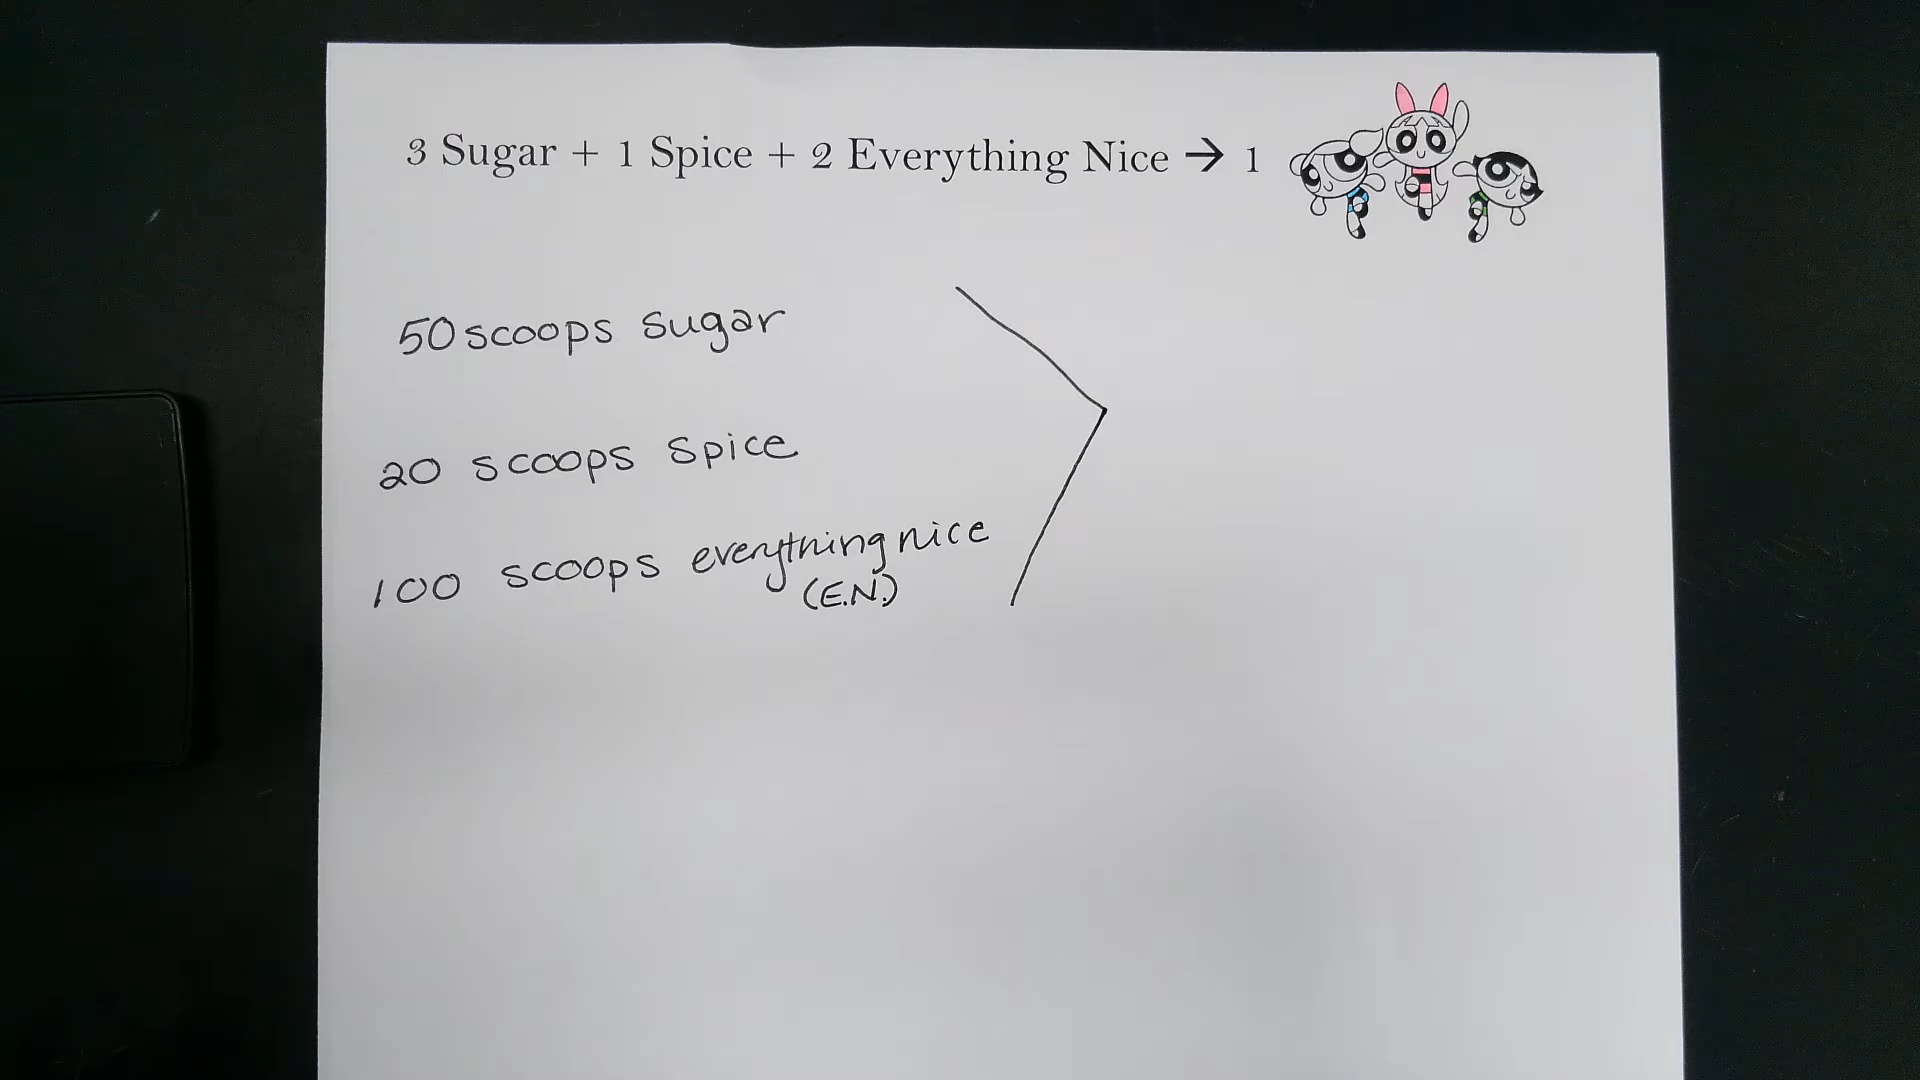 3 Sugar + 1 Spice + 2 Everything Nice → 1
50 scoops sugar
20 scoops spice
100 scoops everything nice
(E.N.)